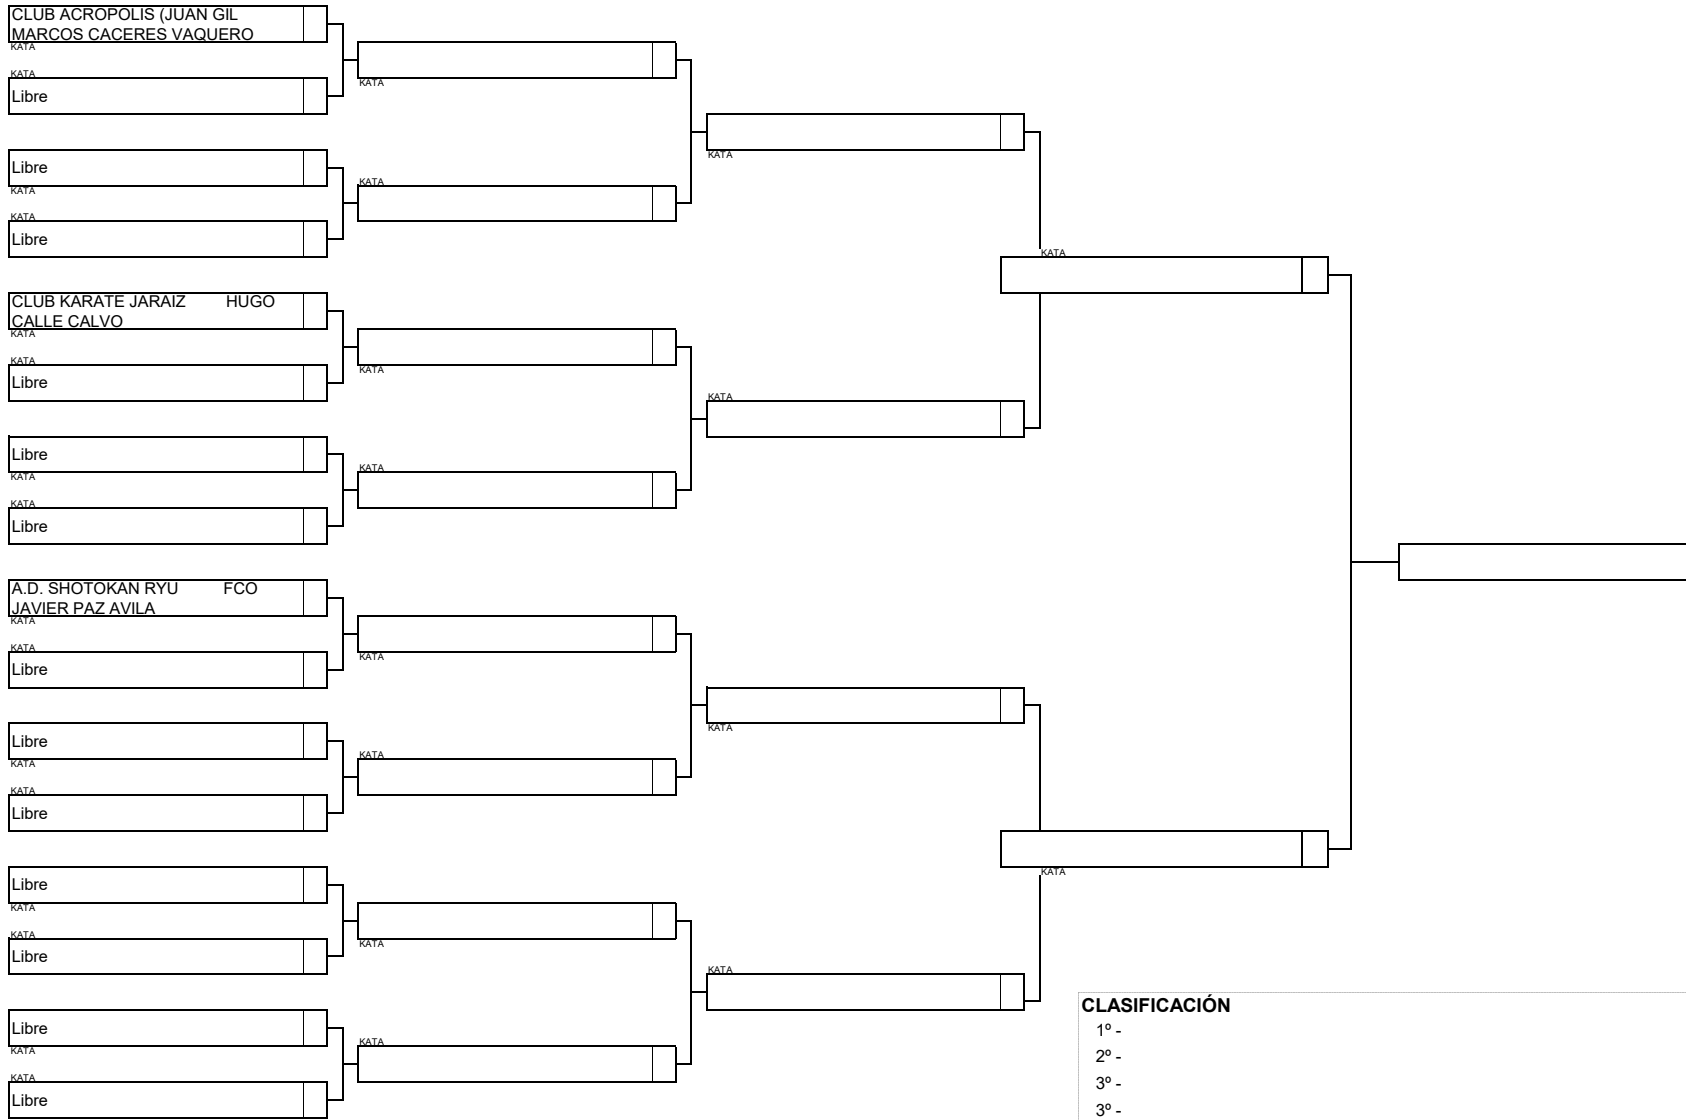 CLUB ACROPOLIS (JUAN GIL
MARCOS CACERES VAQUERO
KATA
KATA
Libre
Libre
KATA
KATA
Libre
CLUB KARATE JARAIZ HUGO
CALLE CALVO
KATA
KATA
Libre
Libre
KATA
KATA
Libre
A.D. SHOTOKAN RYU FCO
JAVIER PAZ AVILA
KATA
KATA
Libre
Libre
KATA
KATA
Libre
Libre
KATA
KATA
Libre
Libre
KATA
KATA
Libre
KATA
KATA
KATA
KATA
KATA
KATA
KATA
KATA
KATA
KATA
KATA
KATA
KATA
KATA
CLASIFICACIÓN
1º -
2º -
3º -
3º -